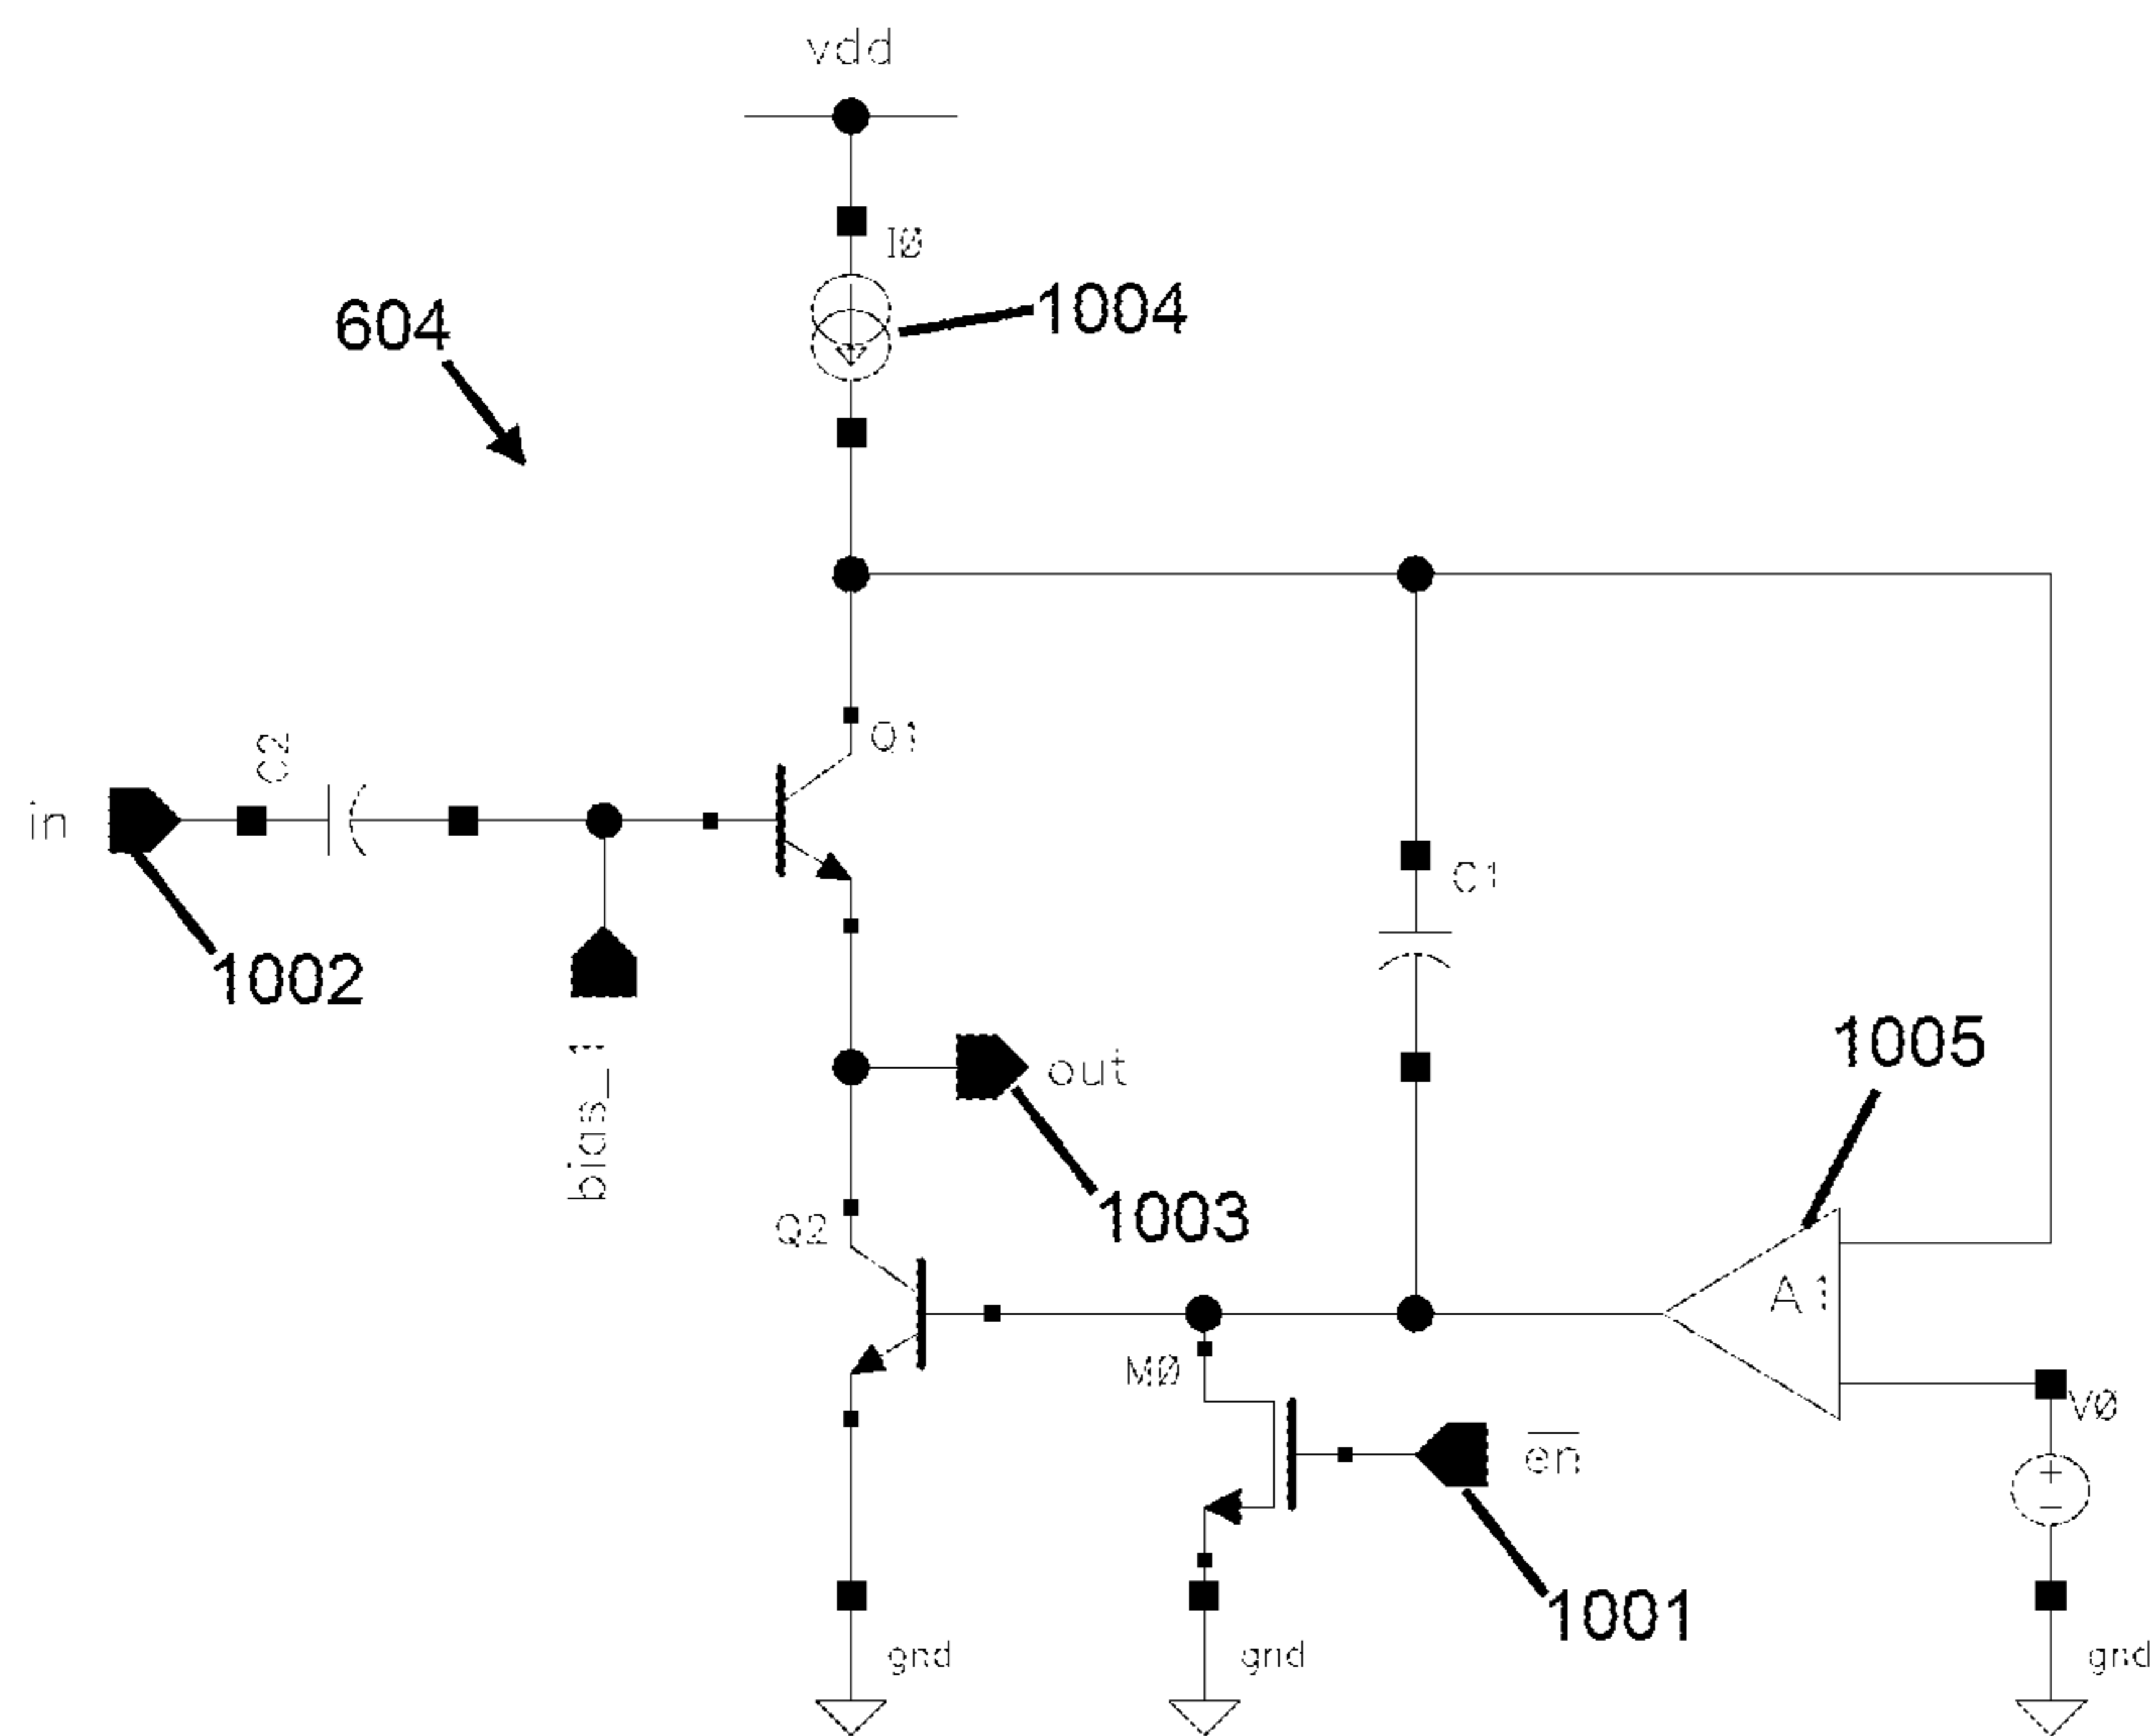 vdd
I0
1004
604
Q1
C2
in
C1
1002
1005
out
bias_1
1003
Q2
A1
M0
V0
en
1001
gnd
gnd
gnd